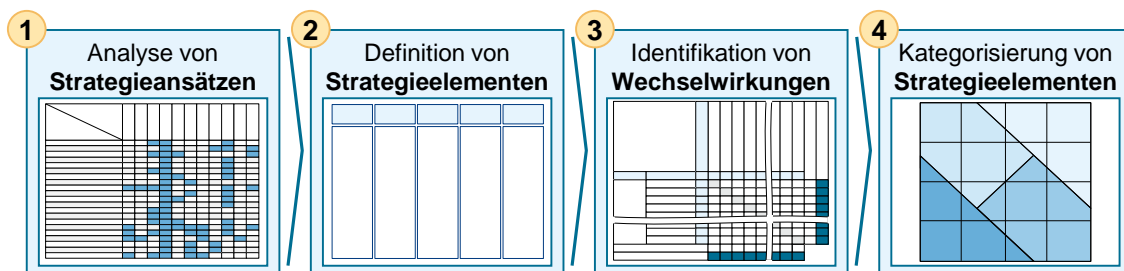 1
Analyse von
Strategieansätzen
2
Definition von
Strategieelementen
3
Identifikation von
Wechselwirkungen
4
Kategorisierung von
Strategieelementen